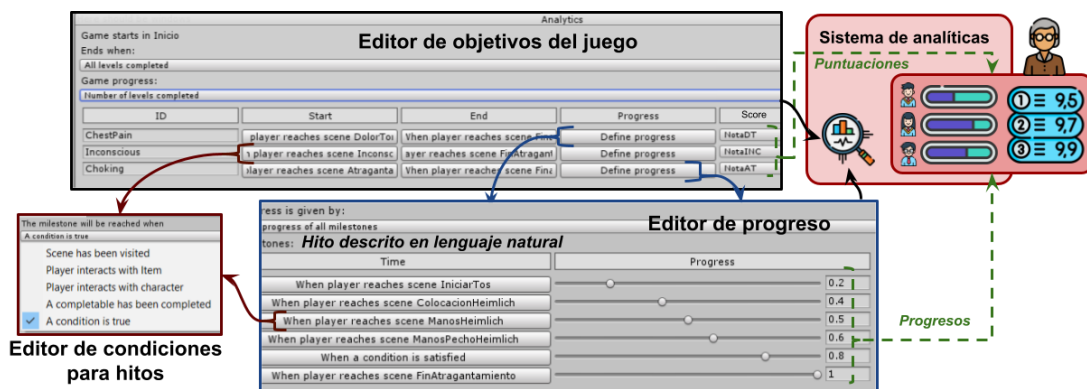 Analytics
Game starts in Inicio
Editor de objetivos del juego
Ends when:
All levels completed
Game progress:
Number of levels completed
ID Start End Progress Score
ChestPain player reaches scene DolorTo When player reaches scene Fin Define progress NotaDT
Inconscious n player reaches scene Inconsc ayer reaches scene FinAtragant Define progress NotaINC
Choking layer reaches scene Atraganta When player reaches scene Fina Define progress NotaAT
Sistema de analíticas
Puntuaciones
1 9,5
2 9,7
3 9,9
The milestone will be reached when
A condition is true
Scene has been visited
Player interacts with Item
Player interacts with character
A completable has been completed
A condition is true
Editor de condiciones
para hitos
ress is given by:
progress of all milestones
Editor de progreso
tones: Hito descrito en lenguaje natural
Time Progress
When player reaches scene IniciarTos 0.2
When player reaches scene ColocacionHeimlich 0.4
When player reaches scene ManosHeimlich 0.5
When player reaches scene ManosPechoHeimlich 0.6
When a condition is satisfied 0.8
When player reaches scene FinAtragantamiento 1
Progresos